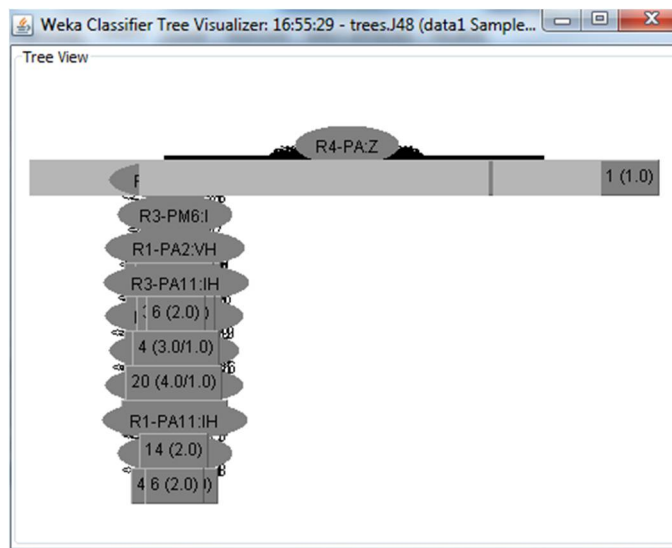 Weka Classifier Tree Visualizer: 16:55:29 - trees.J48 (data1 Sample...
Tree View
R4-PA:Z
1 (1.0)
R3-PM6:I
R1-PA2:VH
R3-PA11:IH
6 (2.0)
4 (3.0/1.0)
20 (4.0/1.0)
R1-PA11:IH
14 (2.0)
4 6 (2.0)